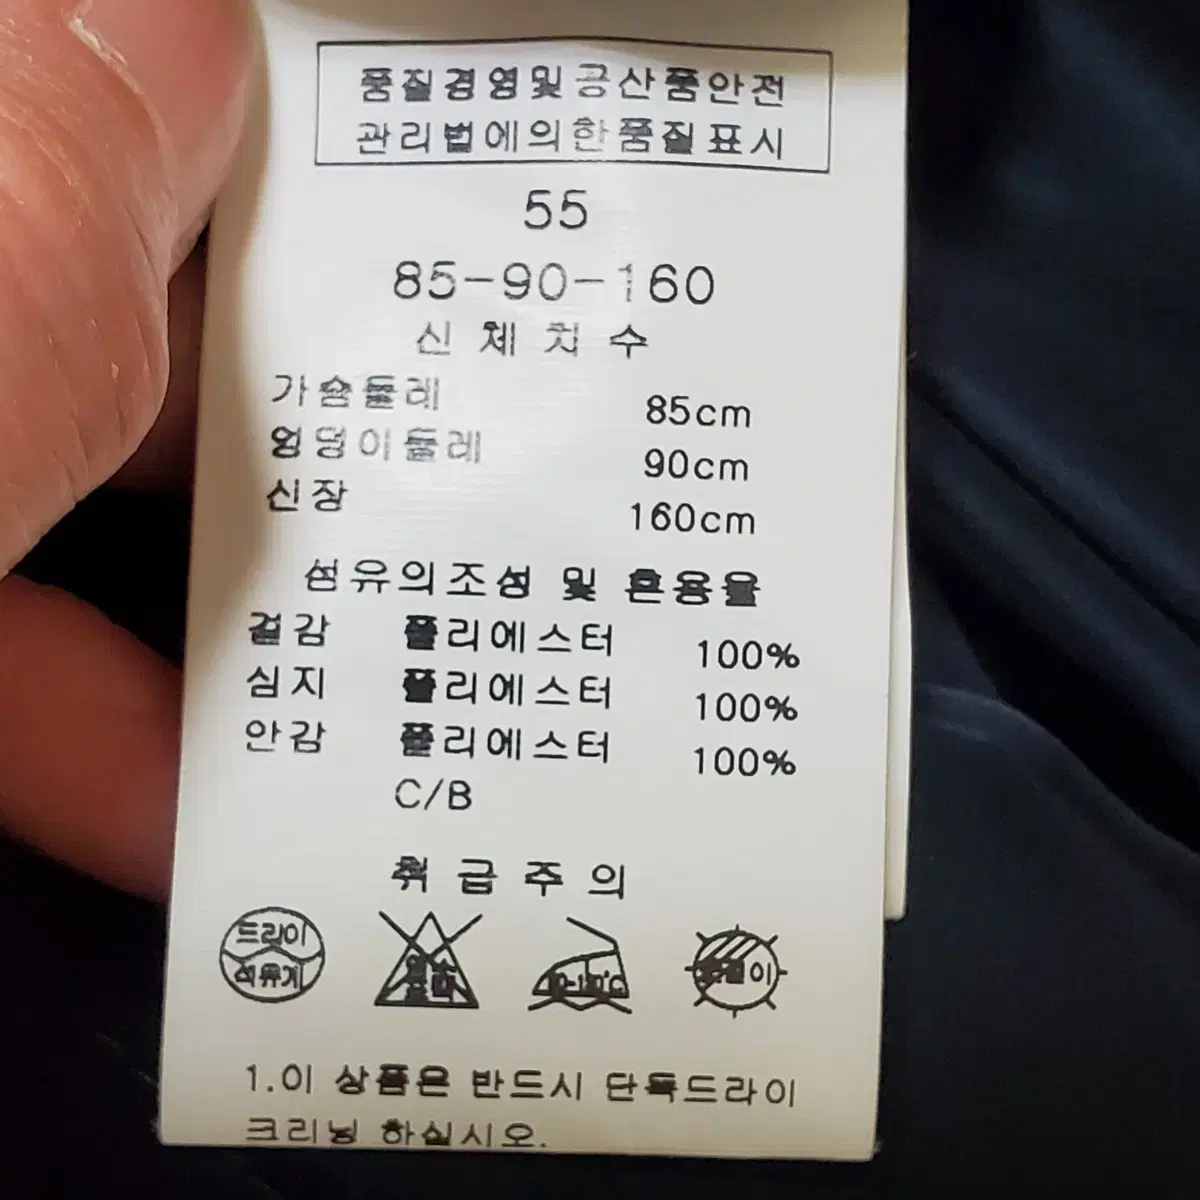 품질경영및공산품안전
관리법에의한품질표시
55
85-90-160
신체치수
가슴둘레 85cm
엉덩이둘레 90cm
신장 160cm
섬유의조성 및 혼용율
겉감 폴리에스터 100%
심지 폴리에스터 100%
안감 폴리에스터 100%
C/B
취급주의
드라이
석유계
1.이 상품은 반드시 단독드라이
크리닝 하십시오.